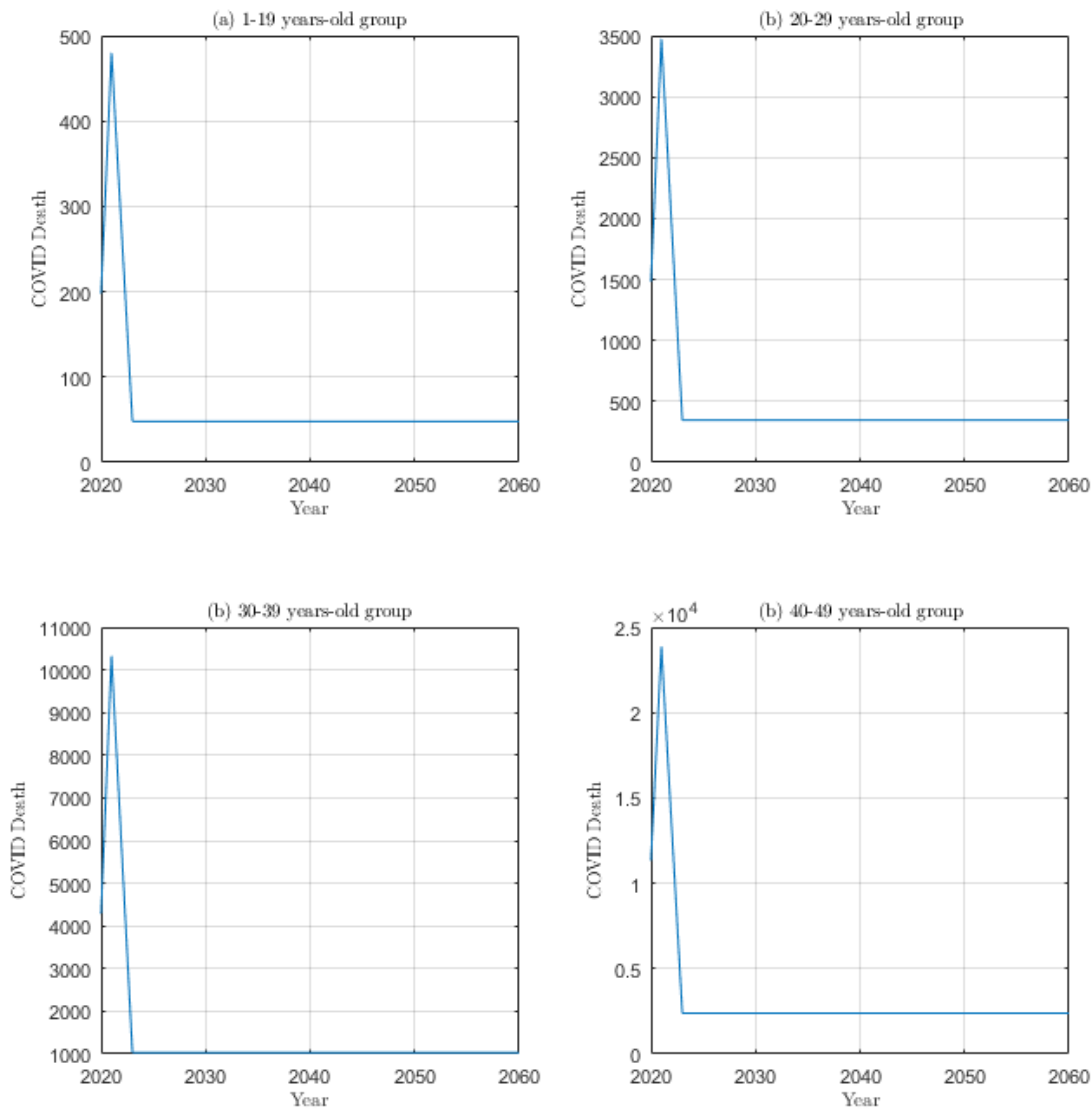 (a) 1-19 years-old group
500
400
300
200
100
0
COVID Death
2020 2030 2040 2050 2060
Year
(b) 20-29 years-old group
3500
3000
2500
2000
1500
1000
500
0
COVID Death
2020 2030 2040 2050 2060
Year
(b) 30-39 years-old group
11000
10000
9000
8000
7000
6000
5000
4000
3000
2000
1000
COVID Death
2020 2030 2040 2050 2060
Year
(b) 40-49 years-old group
×10⁴
2.5
2
1.5
1
0.5
0
COVID Death
2020 2030 2040 2050 2060
Year